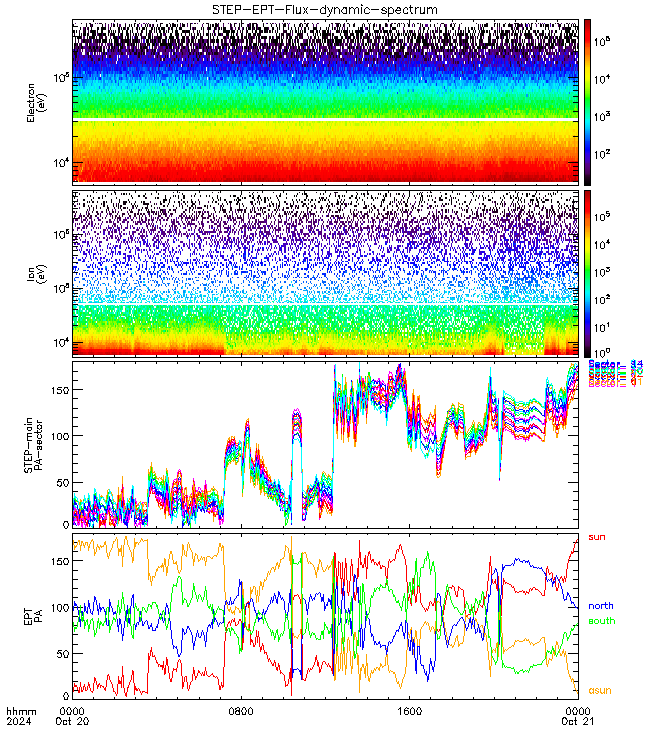 STEP-EPT-Flux-dynamic-spectrum
Electron
(eV)
10^5
10^4
10^5
10^4
10^3
10^2
Ion
(eV)
10^6
10^5
10^4
10^5
10^4
10^3
10^2
10^1
10^0
STEP-main
PA-sector
150
100
50
0
EPT
PA
150
100
50
0
sun
north
south
asun
hhmm
2024
0000
Oct 20
0800
1600
0000
Oct 21